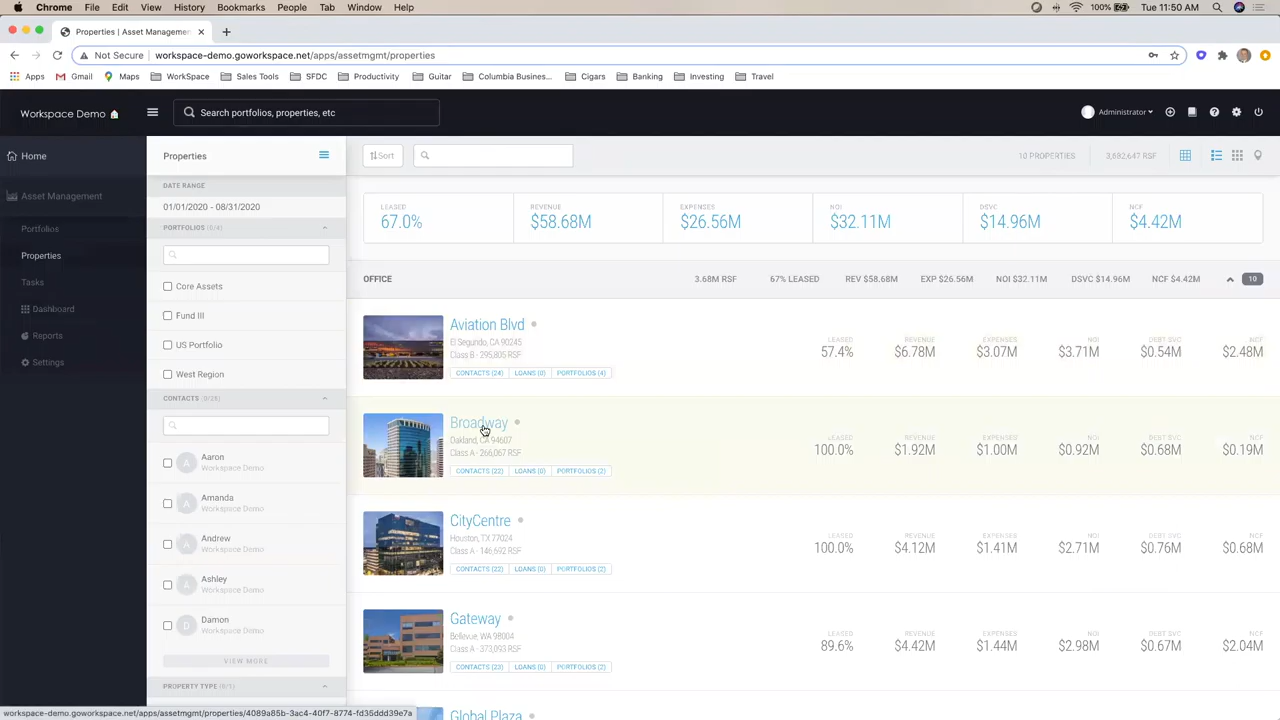 Chrome File Edit View History Bookmarks People Tab Window Help 100% Tue 11:50 AM
Properties | Asset Management
Not Secure workspace-demo.goworkspace.net/apps/assetmgmt/properties
Apps Gmail Maps WorkSpace Sales Tools SFDC Productivity Guitar Columbia Business... Cigars Banking Investing Travel
Workspace Demo Search portfolios, properties, etc Administrator
Home
Asset Management
Portfolios
Properties
Tasks
Dashboard
Reports
Settings
Properties
DATE RANGE
01/01/2020 - 08/31/2020
PORTFOLIOS (0/4)
Core Assets
Fund III
US Portfolio
West Region
CONTACTS (0/26)
Aaron
Workspace Demo
A Amanda
Workspace Demo
A Andrew
Workspace Demo
A Ashley
Workspace Demo
D Damon
Workspace Demo
VIEW MORE
PROPERTY TYPE (0/1)
Sort 10 PROPERTIES 3,682,647 RSF
LEASED REVENUE EXPENSES NOI DSVC NCF
67.0% $58.68M $26.56M $32.11M $14.96M $4.42M
OFFICE 3.68M RSF 67% LEASED REV $58.68M EXP $26.56M NOI $32.11M DSVC $14.96M NCF $4.42M 10
Aviation Blvd
El Segundo, CA 90245
Class B - 295,805 RSF
CONTACTS (24) LOANS (0) PORTFOLIOS (4)
LEASED REVENUE EXPENSES NOI DEBT SVC NCF
57.4% $6.78M $3.07M $3.71M $0.54M $2.48M
Broadway
Oakland, CA 94607
Class A - 266,067 RSF
CONTACTS (22) LOANS (0) PORTFOLIOS (2)
LEASED REVENUE EXPENSES NOI DEBT SVC NCF
100.0% $1.92M $1.00M $0.92M $0.68M $0.19M
CityCentre
Houston, TX 77024
Class A - 146,692 RSF
CONTACTS (22) LOANS (0) PORTFOLIOS (2)
LEASED REVENUE EXPENSES NOI DEBT SVC NCF
100.0% $4.12M $1.41M $2.71M $0.76M $0.68M
Gateway
Bellevue, WA 98004
Class A - 373,093 RSF
CONTACTS (23) LOANS (0) PORTFOLIOS (2)
LEASED REVENUE EXPENSES NOI DEBT SVC NCF
89.6% $4.42M $1.44M $2.98M $0.67M $2.04M
Global Plaza
workspace-demo.goworkspace.net/apps/assetmgmt/properties/4089a85b-3ac4-40f7-8774-fd35ddd39e7a